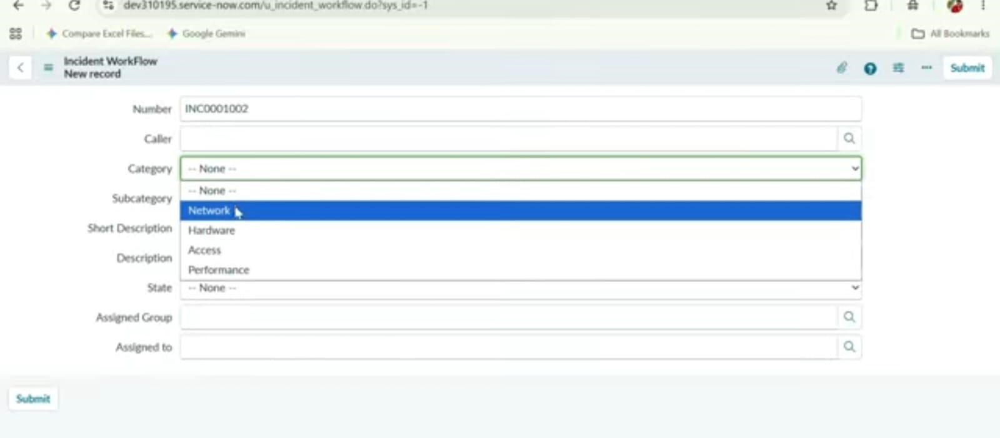 dev310195.service-now.com/u_incident_workflow.do?sys_id=-1
Compare Excel Files... Google Gemini All Bookmarks
Incident WorkFlow
New record
Submit
Number INC0001002
Caller
Category -- None --
-- None --
Subcategory
Network
Short Description Hardware
Access
Description
Performance
State -- None --
Assigned Group
Assigned to
Submit